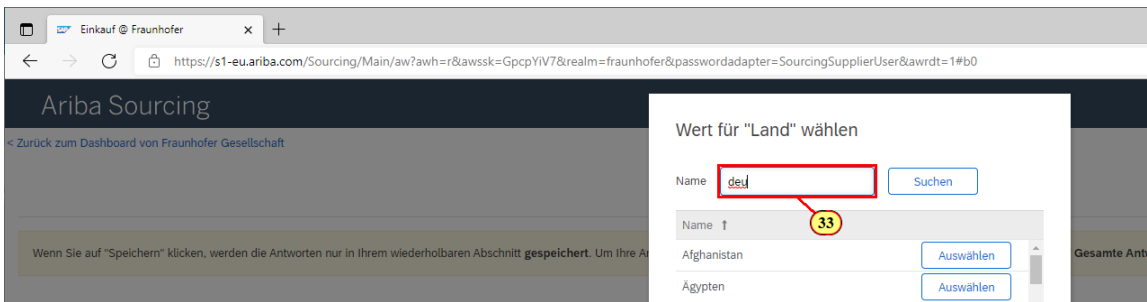 Einkauf @ Fraunhofer
https://s1-eu.ariba.com/Sourcing/Main/aw?awh=r&awssk=GpcpYiV7&realm=fraunhofer&passwordadapter=SourcingSupplierUser&awrdt=1#b0
Ariba Sourcing
< Zurück zum Dashboard von Fraunhofer Gesellschaft
Wert für "Land" wählen
Name deu Suchen
33
Name ↑
Wenn Sie auf "Speichern" klicken, werden die Antworten nur in Ihrem wiederholbaren Abschnitt gespeichert. Um Ihre
Gesamte
Afghanistan Auswählen
Ägypten Auswählen